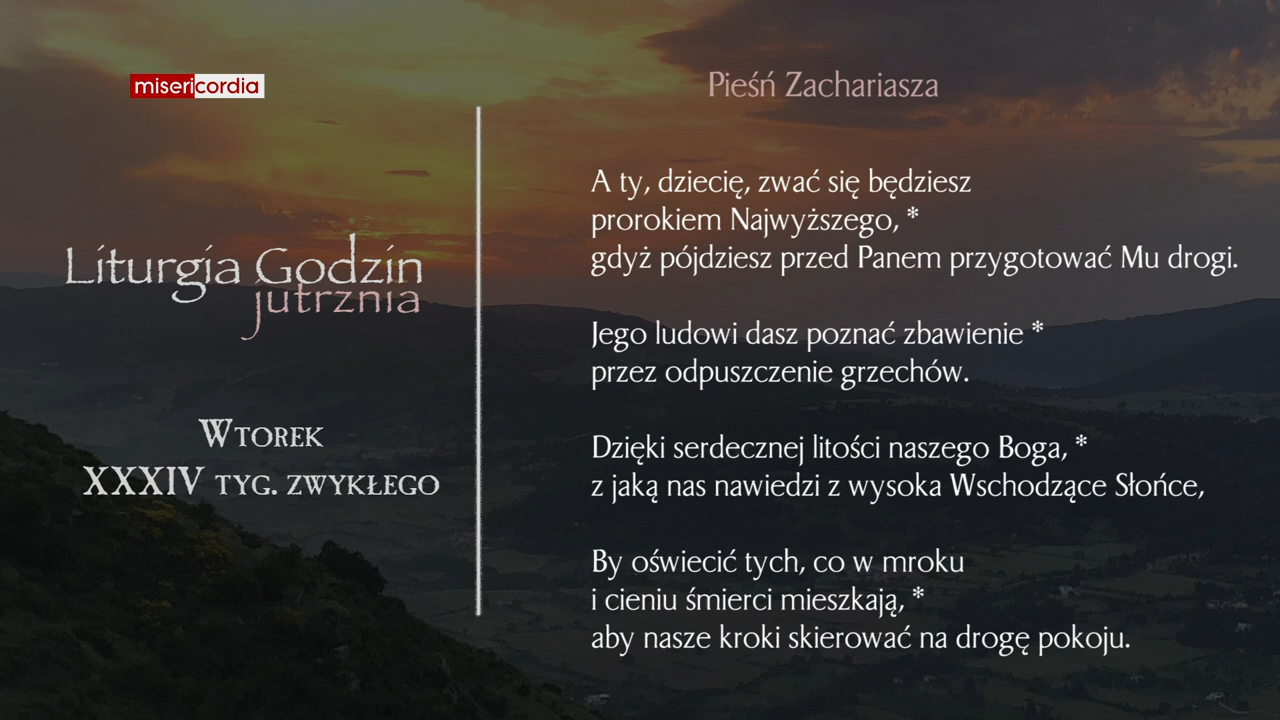 misericordia
Liturgia Godzin
jutrznia
Wtorek
XXXIV tyg. zwykłego
Pieśń Zachariasza
A ty, dziecię, zwać się będziesz
prorokiem Najwyższego, *
gdyż pójdziesz przed Panem przygotować Mu drogi.
Jego ludowi dasz poznać zbawienie *
przez odpuszczenie grzechów.
Dzięki serdecznej litości naszego Boga, *
z jaką nas nawiedzi z wysoka Wschodzące Słońce,
By oświecić tych, co w mroku
i cieniu śmierci mieszkają, *
aby nasze kroki skierować na drogę pokoju.